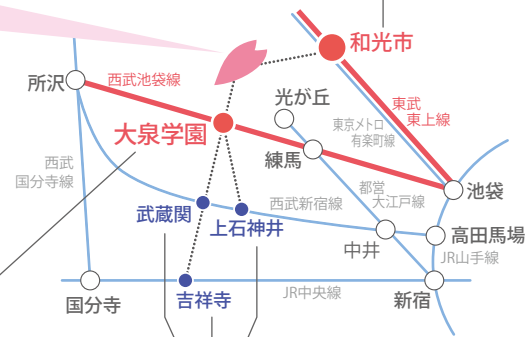 和光市
所沢
西武池袋線
光が丘
東武
東上線
大泉学園
東京メトロ
有楽町線
練馬
西武
国分寺線
都営
大江戸線
池袋
武蔵関
西武新宿線
上石神井
中井
高田馬場
JR山手線
国分寺
吉祥寺
JR中央線
新宿